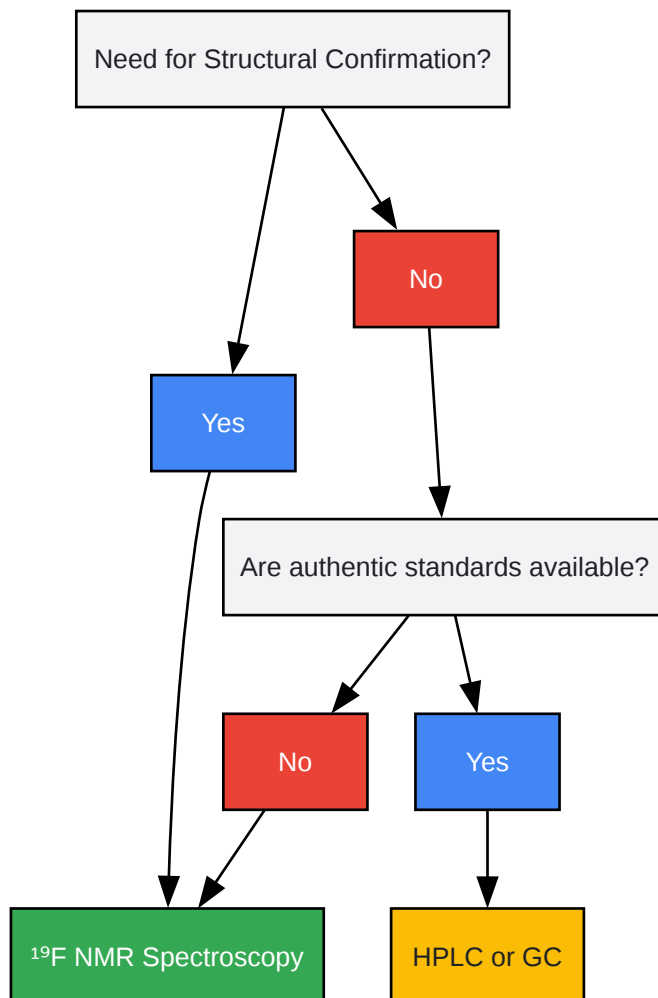 Need for Structural Confirmation?
No
Yes
Are authentic standards available?
No
Yes
¹⁹F NMR Spectroscopy
HPLC or GC